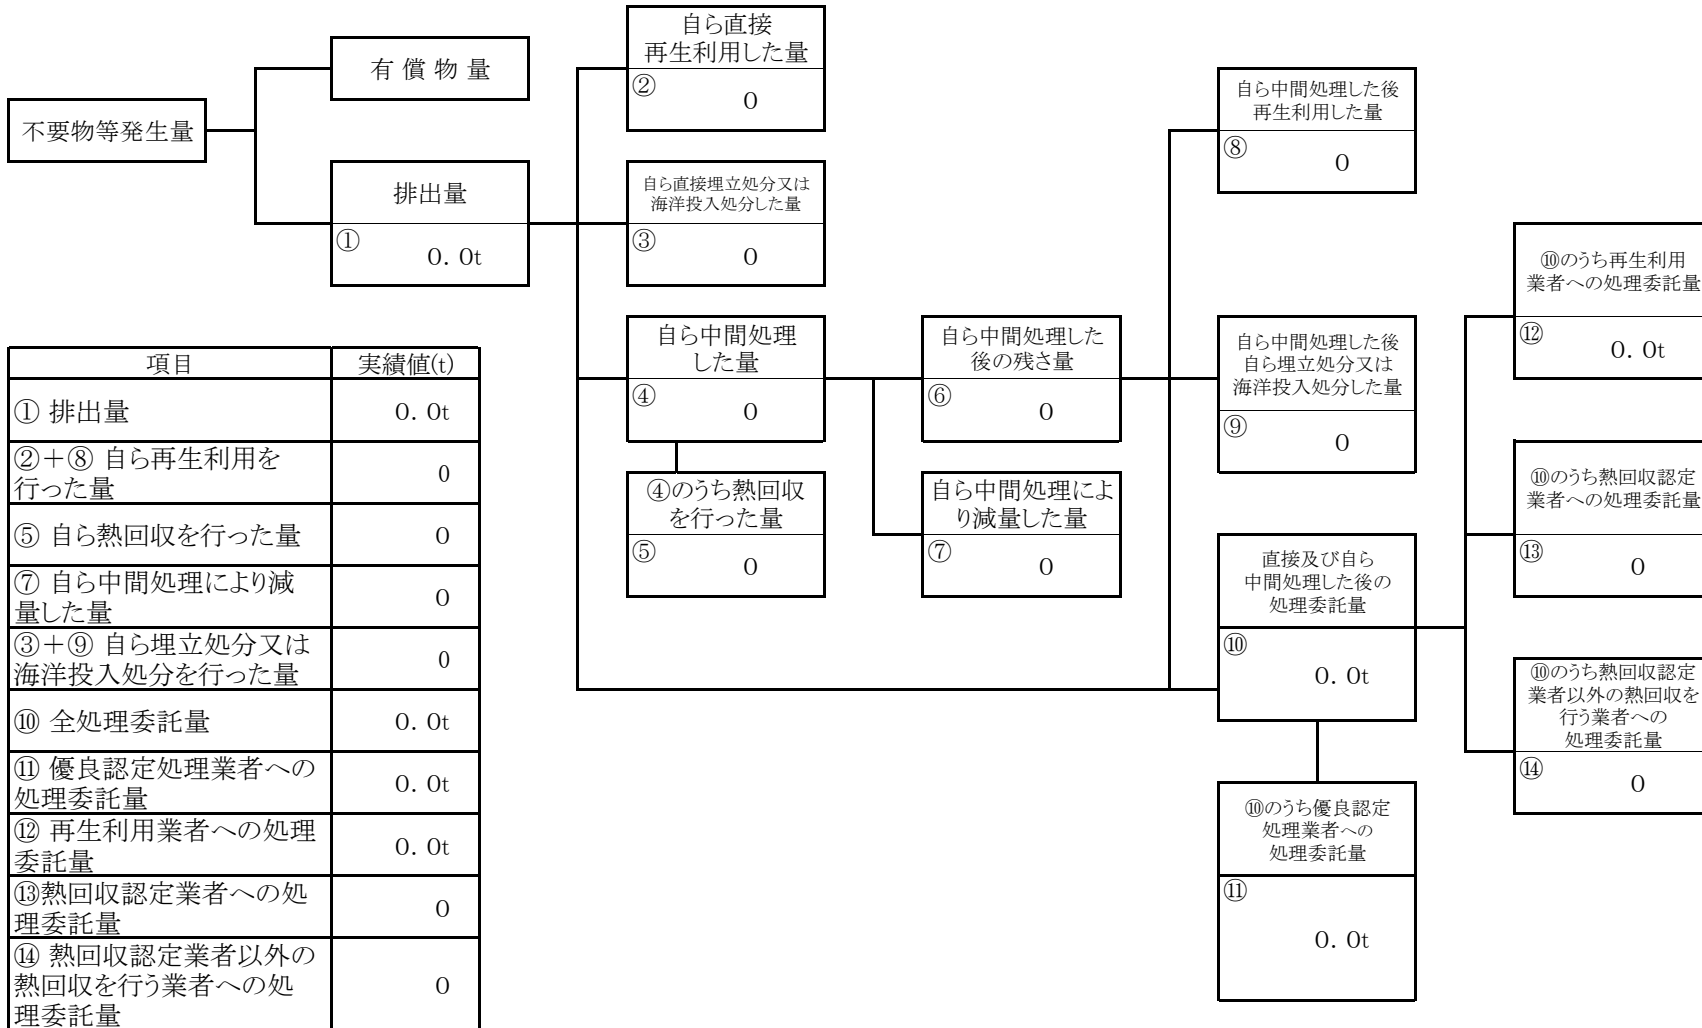 不要物等発生量
有 償 物 量
排出量
①
0. 0t
自ら直接
再生利用した量
②
0
自ら直接埋立処分又は
海洋投入処分した量
③
0
自ら中間処理
した量
④
0
④のうち熱回収
を行った量
⑤
0
自ら中間処理した
後の残さ量
⑥
0
自ら中間処理によ
り減量した量
⑦
0
自ら中間処理した後
再生利用した量
⑧
0
自ら中間処理した後
自ら埋立処分又は
海洋投入処分した量
⑨
0
直接及び自ら
中間処理した後の
処理委託量
⑩
0. 0t
⑩のうち優良認定
処理業者への
処理委託量
⑪
0. 0t
⑩のうち再生利用
業者への処理委託量
⑫
0. 0t
⑩のうち熱回収認定
業者への処理委託量
⑬
0
⑩のうち熱回収認定
業者以外の熱回収を
行う業者への
処理委託量
⑭
0
項目 実績値(t)
① 排出量 0. 0t
②＋⑧ 自ら再生利用を
行った量 0
⑤ 自ら熱回収を行った量 0
⑦ 自ら中間処理により減
量した量 0
③＋⑨ 自ら埋立処分又は
海洋投入処分を行った量 0
⑩ 全処理委託量 0. 0t
⑪ 優良認定処理業者への
処理委託量 0. 0t
⑫ 再生利用業者への処理
委託量 0. 0t
⑬熱回収認定業者への処
理委託量 0
⑭ 熱回収認定業者以外の
熱回収を行う業者への処
理委託量 0